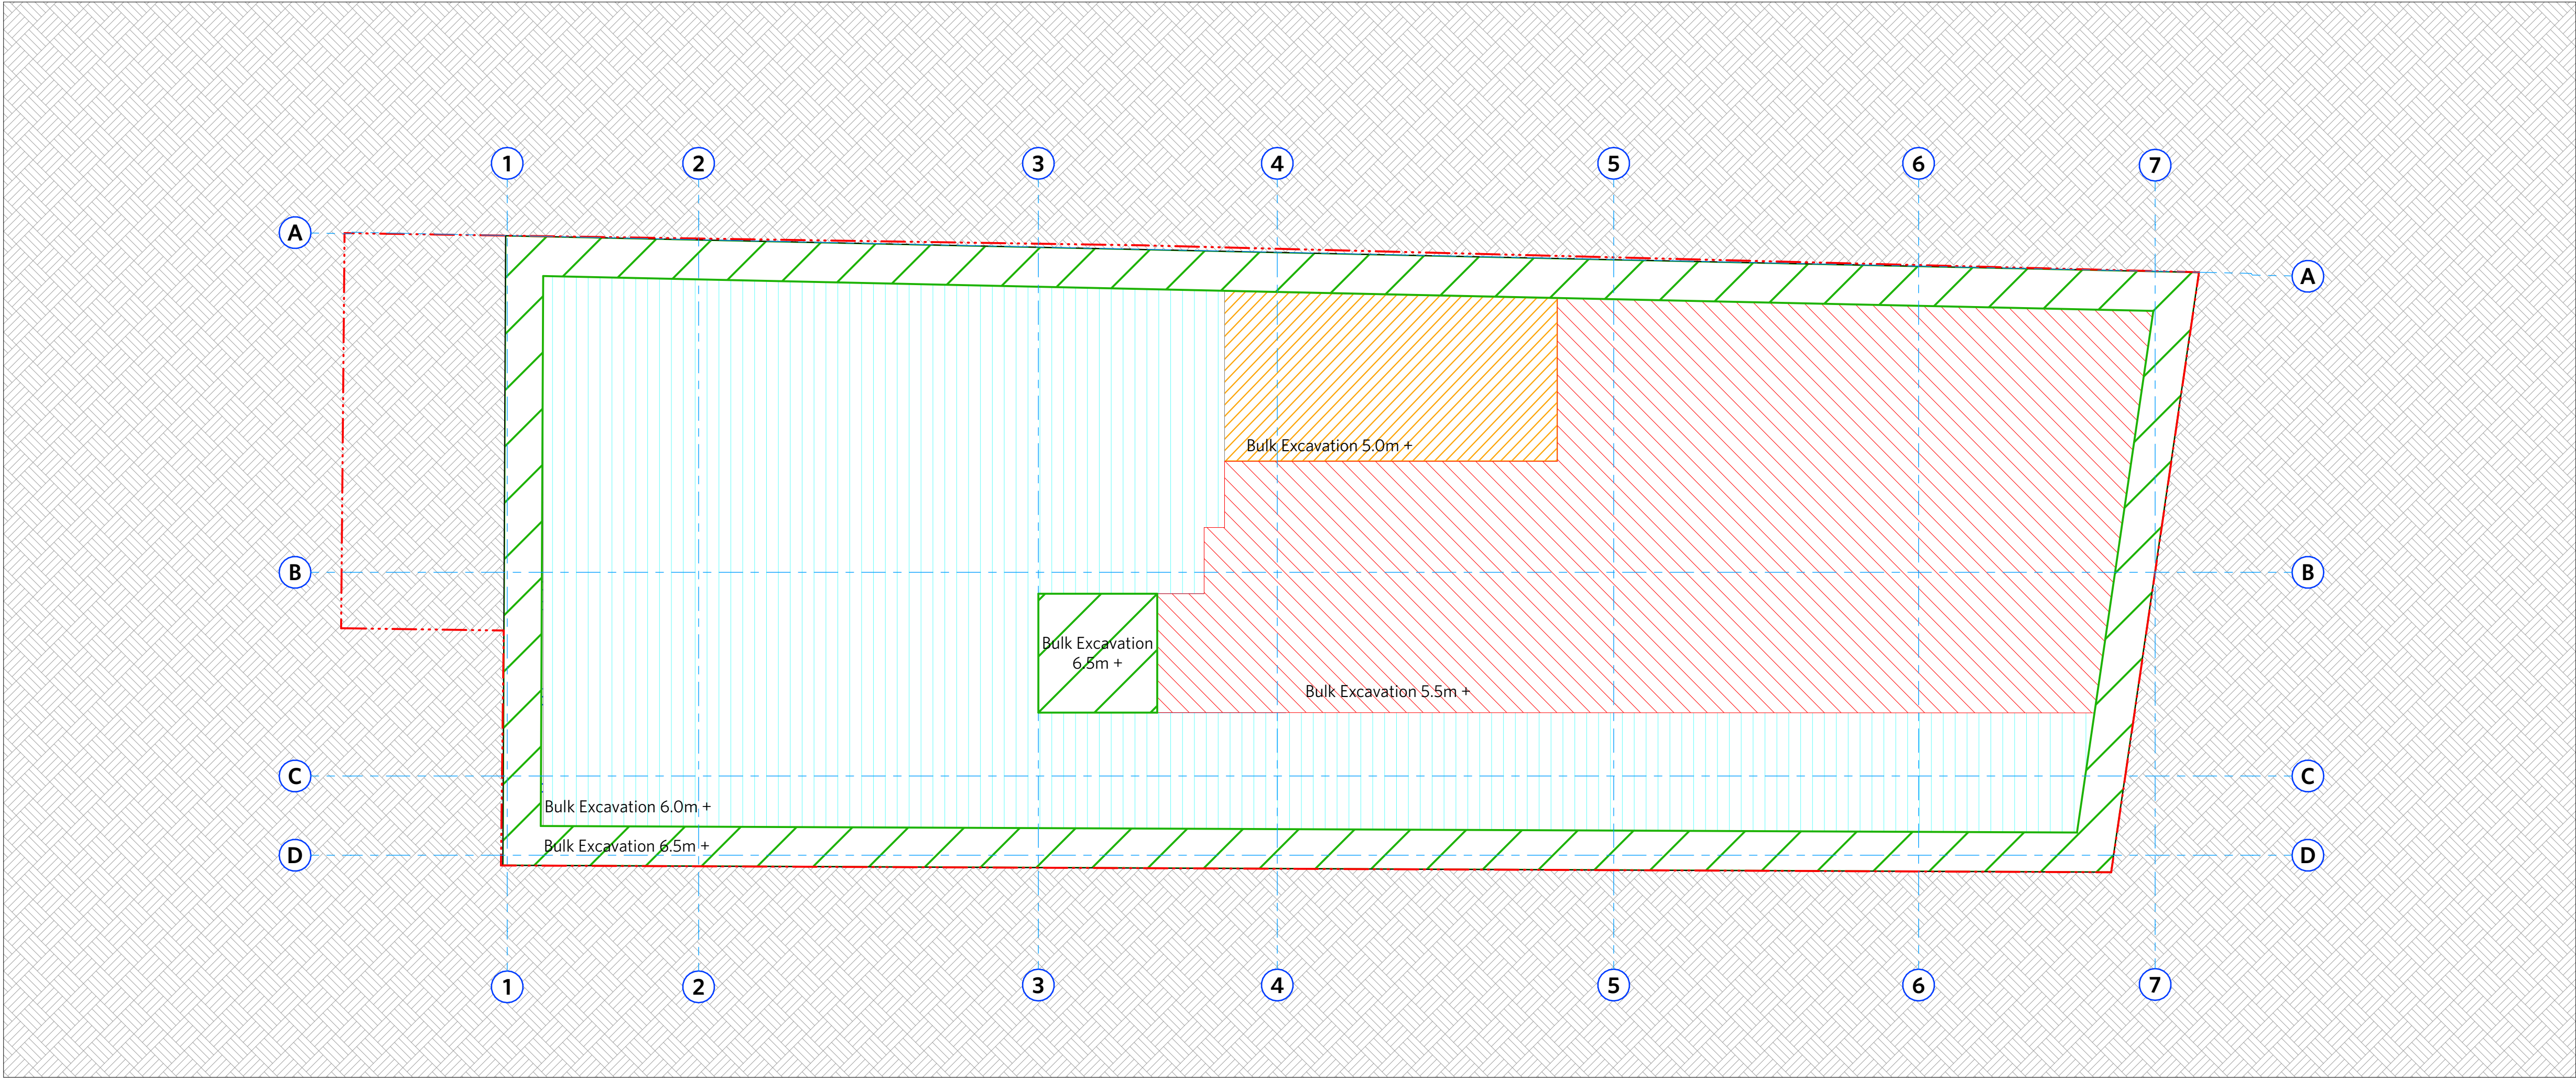 1 2 3 4 5 6 7
A A
Bulk Excavation 5.0m +
B B
Bulk Excavation
6.5m +
Bulk Excavation 5.5m +
C C
Bulk Excavation 6.0m +
Bulk Excavation 6.5m +
D D
1 2 3 4 5 6 7